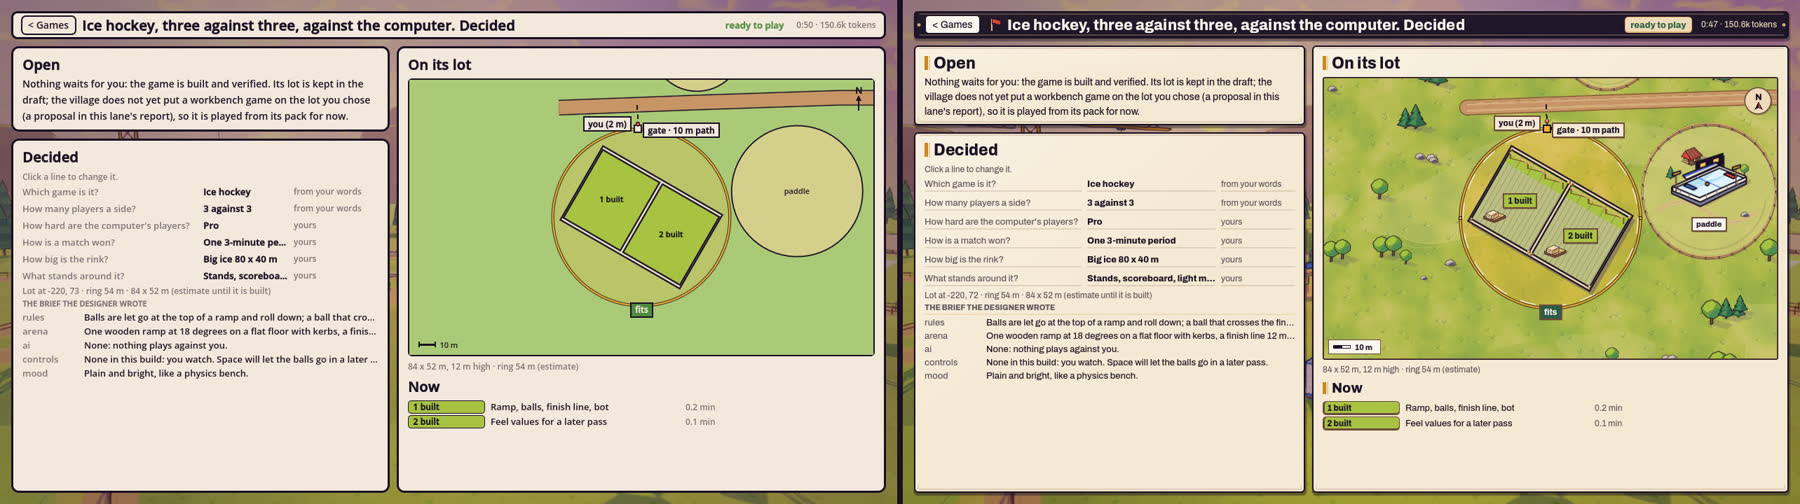 < Games
Ice hockey, three against three, against the computer. Decided
ready to play
0:50 · 150.6k tokens
Open
Nothing waits for you: the game is built and verified. Its lot is kept in the
draft; the village does not yet put a workbench game on the lot you chose
(a proposal in this lane's report), so it is played from its pack for now.
Decided
Click a line to change it.
Which game is it? Ice hockey from your words
How many players a side? 3 against 3 from your words
How hard are the computer's players? Pro yours
How is a match won? One 3-minute pe... yours
How big is the rink? Big ice 80 x 40 m yours
What stands around it? Stands, scoreboa... yours
Lot at -220, 73 · ring 54 m · 84 x 52 m (estimate until it is built)
THE BRIEF THE DESIGNER WROTE
rules Balls are let go at the top of a ramp and roll down; a ball that cro...
arena One wooden ramp at 18 degrees on a flat floor with kerbs, a finis...
ai None: nothing plays against you.
controls None in this build: you watch. Space will let the balls go in a later ...
mood Plain and bright, like a physics bench.
On its lot
N
you (2 m)
gate · 10 m path
paddle
1 built
2 built
fits
10 m
84 x 52 m, 12 m high · ring 54 m (estimate)
Now
1 built Ramp, balls, finish line, bot 0.2 min
2 built Feel values for a later pass 0.1 min
< Games
Ice hockey, three against three, against the computer. Decided
ready to play
0:47 · 150.6k tokens
Open
Nothing waits for you: the game is built and verified. Its lot is kept in the draft; the
village does not yet put a workbench game on the lot you chose (a proposal in this
lane's report), so it is played from its pack for now.
Decided
Click a line to change it.
Which game is it? Ice hockey from your words
How many players a side? 3 against 3 from your words
How hard are the computer's players? Pro yours
How is a match won? One 3-minute period yours
How big is the rink? Big ice 80 x 40 m yours
What stands around it? Stands, scoreboard, light m... yours
Lot at -220, 72 · ring 54 m · 84 x 52 m (estimate until it is built)
THE BRIEF THE DESIGNER WROTE
rules Balls are let go at the top of a ramp and roll down; a ball that crosses the fin...
arena One wooden ramp at 18 degrees on a flat floor with kerbs, a finish line 12 m...
ai None: nothing plays against you.
controls None in this build: you watch. Space will let the balls go in a later pass.
mood Plain and bright, like a physics bench.
On its lot
N
you (2 m)
gate · 10 m path
1 built
2 built
paddle
fits
10 m
84 x 52 m, 12 m high · ring 54 m (estimate)
Now
1 built Ramp, balls, finish line, bot 0.2 min
2 built Feel values for a later pass 0.1 min